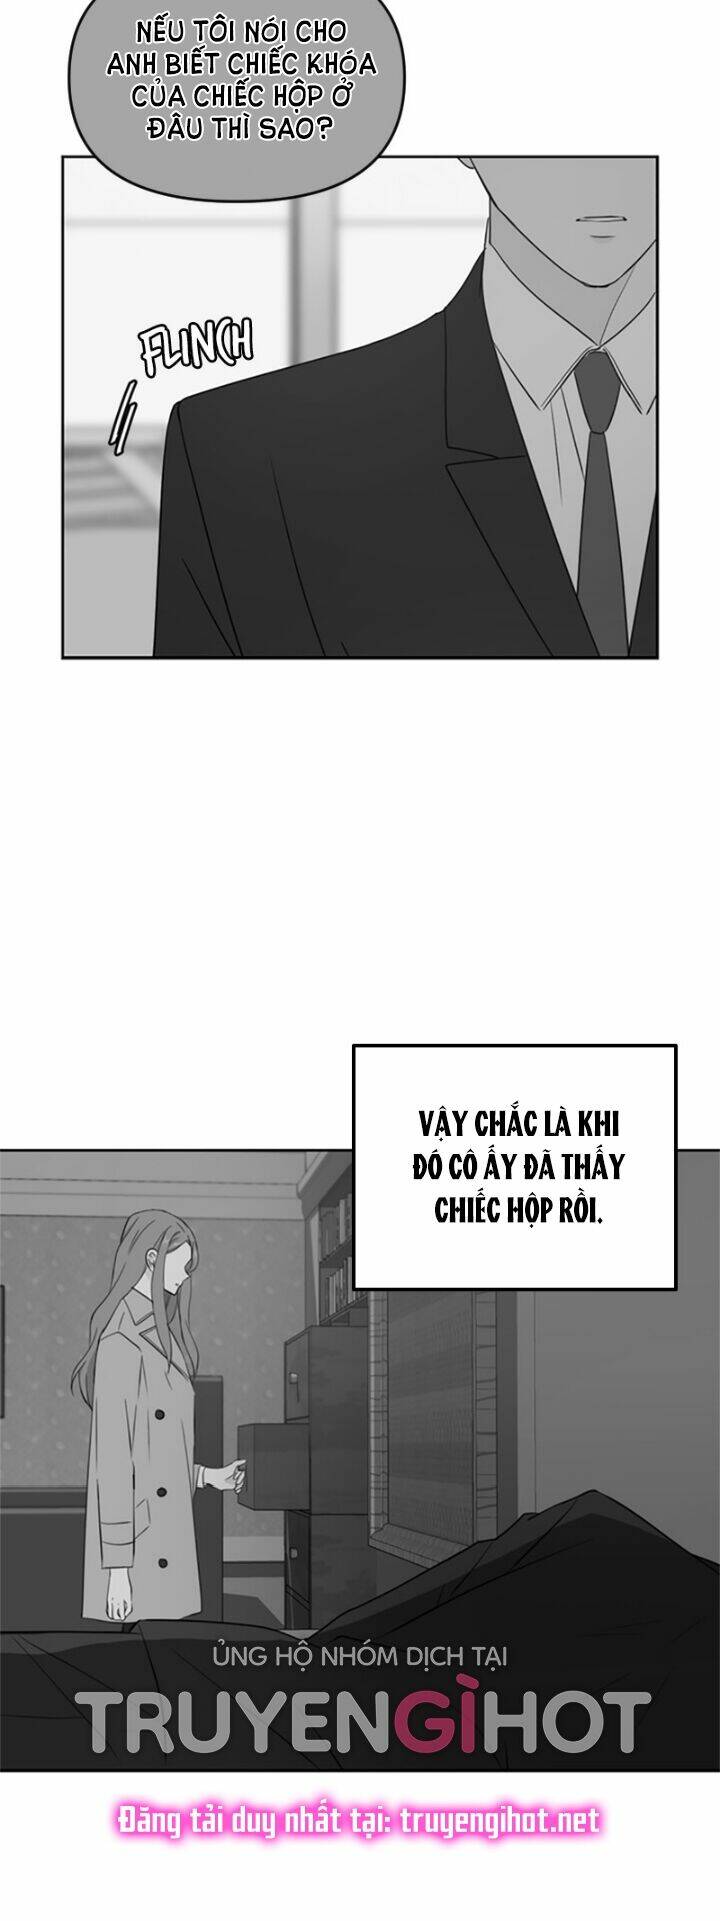 NẾU TÔI NÓI CHO
ANH BIẾT CHIẾC KHÓA
CỦA CHIẾC HỘP Ở
ĐÂU THÌ SAO?
FLINCH
VẬY CHẮC LÀ KHI
ĐÓ CÔ ẤY ĐÃ THẤY
CHIẾC HỘP RỒI.
ỦNG HỘ NHÓM DỊCH TẠI
TRUYENGÌHOT
Đăng tải duy nhất tại: truyengihot.net